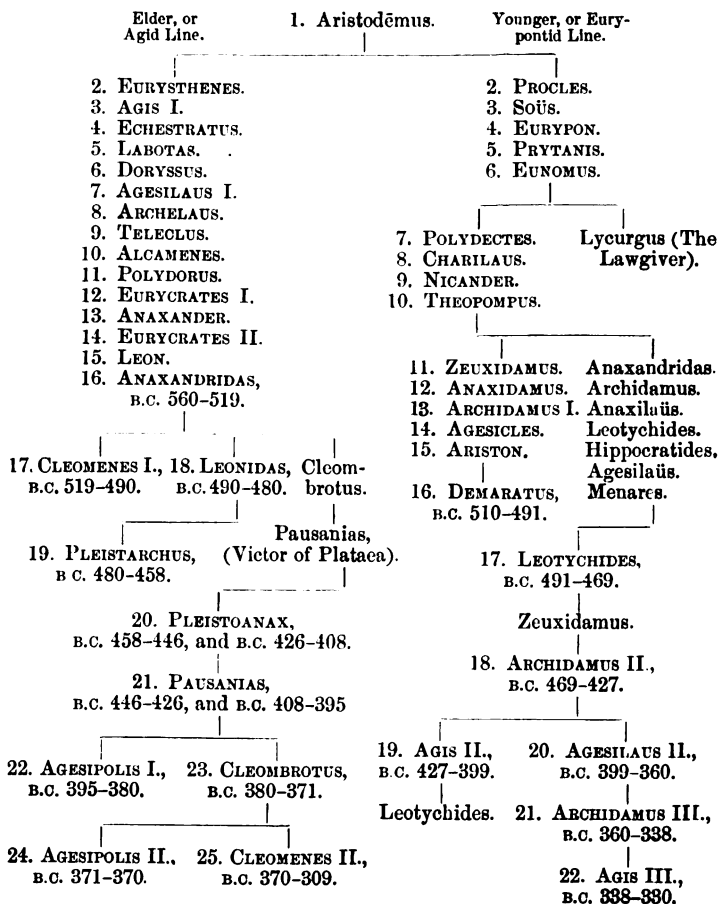 Elder, or
Agid Line.
1. Aristodēmus.
Younger, or Eury-
pontid Line.
2. EURYSTHENES.
3. AGIS I.
4. ECHESTRATUS.
5. LABOTAS.
6. DORYSSUS.
7. AGESILAUS I.
8. ARCHELAUS.
9. TELECLUS.
10. ALCAMENES.
11. POLYDORUS.
12. EURYCRATES I.
13. ANAXANDER.
14. EURYCRATES II.
15. LEON.
16. ANAXANDRIDAS,
B.C. 560–519.
17. CLEOMENES I.,
B.C. 519–490.
18. LEONIDAS,
B.C. 490–480.
Cleom-
brotus.
19. PLEISTARCHUS,
B C. 480–458.
Pausanias,
(Victor of Plataea).
20. PLEISTOANAX,
B.C. 458–446, and B.C. 426–408.
21. PAUSANIAS,
B.C. 446–426, and B.C. 408–395
22. AGESIPOLIS I.,
B.C. 395–380.
23. CLEOMBROTUS,
B.C. 380–371.
24. AGESIPOLIS II.,
B.C. 371–370.
25. CLEOMENES II.,
B.C. 370–309.
2. PROCLES.
3. SOÜS.
4. EURYPON.
5. PRYTANIS.
6. EUNOMUS.
7. POLYDECTES.
8. CHARILAUS.
9. NICANDER.
10. THEOPOMPUS.
Lycurgus (The
Lawgiver).
11. ZEUXIDAMUS.
12. ANAXIDAMUS.
13. ARCHIDAMUS I.
14. AGESICLES.
15. ARISTON.
16. DEMARATUS,
B.C. 510–491.
Anaxandridas.
Archidamus.
Anaxilaüs.
Leotychides.
Hippocratides.
Agesilaüs.
Menares.
17. LEOTYCHIDES,
B.C. 491–469.
Zeuxidamus.
18. ARCHIDAMUS II.,
B.C. 469–427.
19. AGIS II.,
B.C. 427–399.
Leotychides.
20. AGESILAUS II.,
B.C. 399–360.
21. ARCHIDAMUS III.,
B.C. 360–338.
22. AGIS III.,
B.C. 338–330.